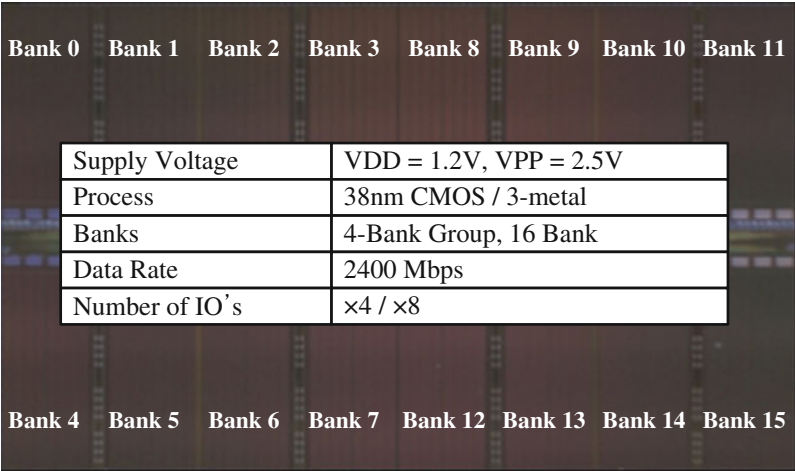 Bank 0 Bank 1 Bank 2 Bank 3 Bank 8 Bank 9 Bank 10 Bank 11
Supply Voltage VDD = 1.2V, VPP = 2.5V
Process 38nm CMOS / 3-metal
Banks 4-Bank Group, 16 Bank
Data Rate 2400 Mbps
Number of IO’s ×4 / ×8
Bank 4 Bank 5 Bank 6 Bank 7 Bank 12 Bank 13 Bank 14 Bank 15